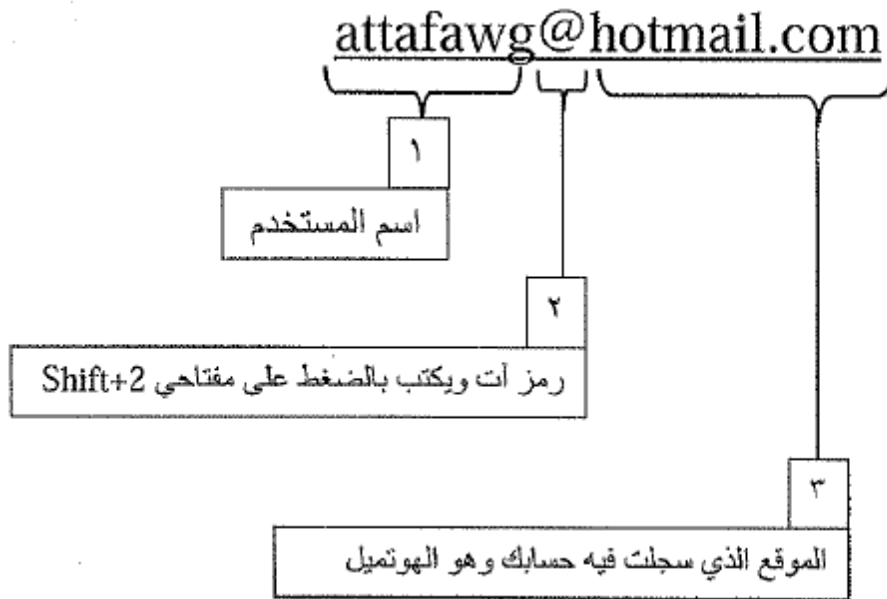 attafawg@hotmail.com
١
اسم المستخدم
٢
رمز آت ويكتب بالضغط على مفتاحي Shift+2
٣
الموقع الذي سجلت فيه حسابك وهو الهوتميل